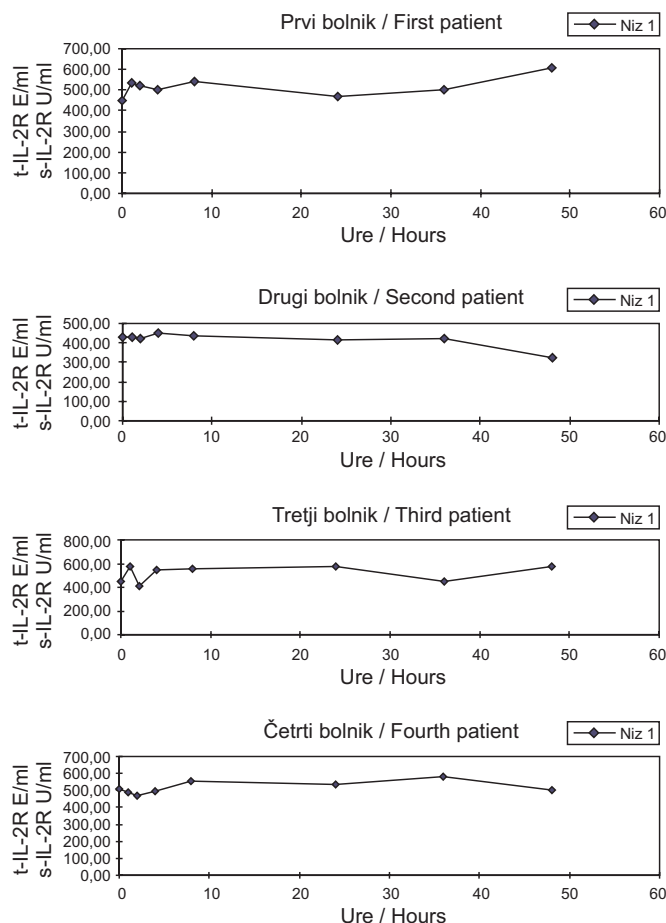 Prvi bolnik / First patient
Niz 1
t-IL-2R E/ml
s-IL-2R U/ml
700,00
600,00
500,00
400,00
300,00
200,00
100,00
0,00
0 10 20 30 40 50 60
Ure / Hours
Drugi bolnik / Second patient
Niz 1
t-IL-2R E/ml
s-IL-2R U/ml
500,00
400,00
300,00
200,00
100,00
0,00
0 10 20 30 40 50 60
Ure / Hours
Tretji bolnik / Third patient
Niz 1
t-IL-2R E/ml
s-IL-2R U/ml
800,00
600,00
400,00
200,00
0,00
0 10 20 30 40 50 60
Ure / Hours
Četrti bolnik / Fourth patient
Niz 1
t-IL-2R E/ml
s-IL-2R U/ml
700,00
600,00
500,00
400,00
300,00
200,00
100,00
0,00
0 10 20 30 40 50 60
Ure / Hours